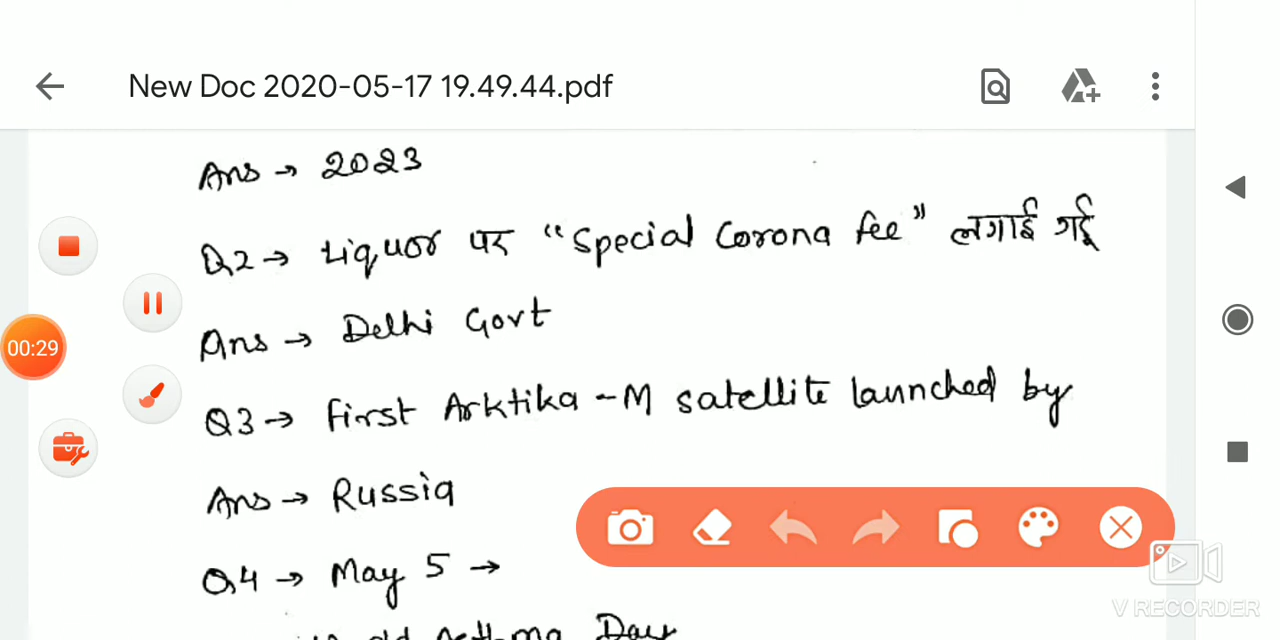 New Doc 2020-05-17 19.49.44.pdf
Ans → 2023
Q2 → Liquor पर "Special Corona fee" लगाई गई
Ans → Delhi Govt
00:29
Q3 → First Arktika-M satellite launched by
Ans → Russia
Q4 → May 5 →
Day
V RECORDER